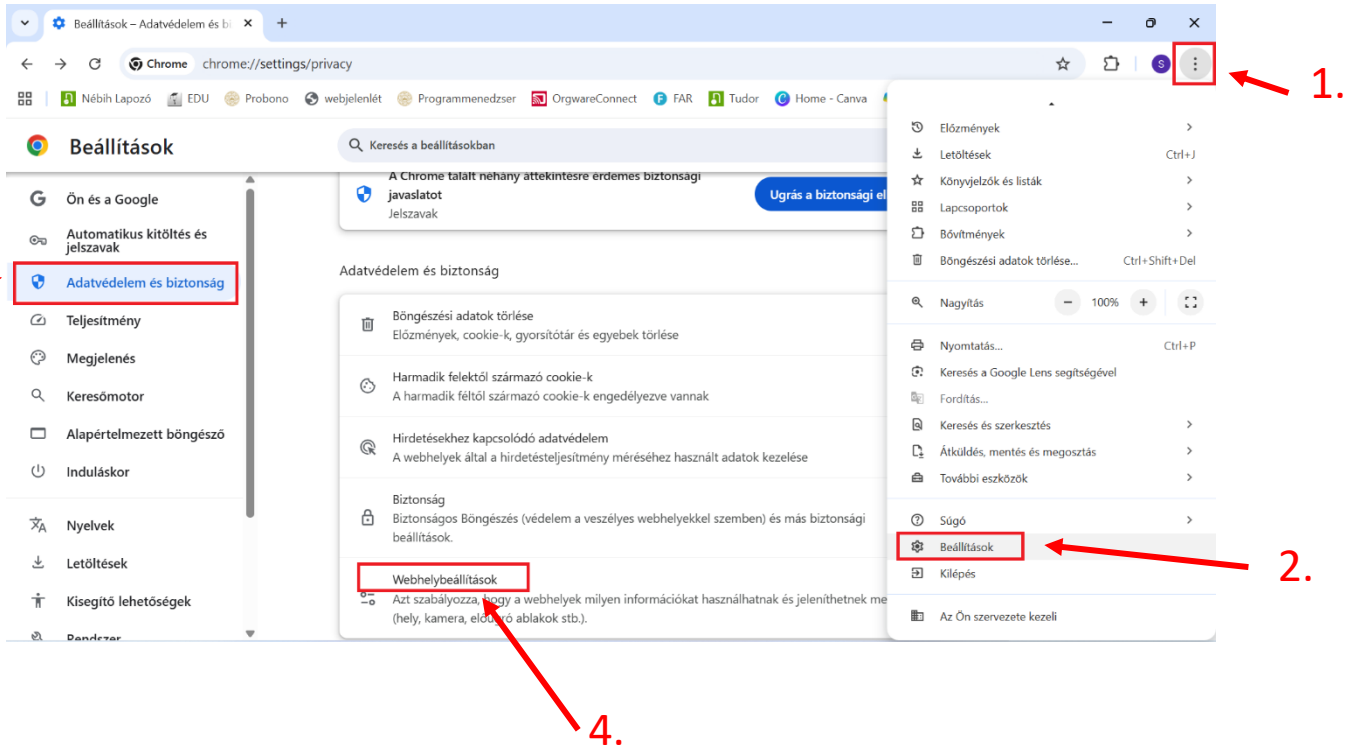 Beállítások – Adatvédelem és bi
Chrome chrome://settings/privacy
1.
Nébih Lapozó EDU Probono webjelenlét Programmenedzser OrgwareConnect FAR Tudor Home - Canva
Beállítások
Keresés a beállításokban
Ön és a Google
Automatikus kitöltés és
jelszavak
Adatvédelem és biztonság
Teljesítmény
Megjelenés
Keresőmotor
Alapértelmezett böngésző
Induláskor
Nyelvek
Letöltések
Kisegítő lehetőségek
Rendszer
A Chrome talált néhány áttekintésre érdemes biztonsági
javaslatot
Jelszavak
Ugrás a biztonsági el
Adatvédelem és biztonság
Böngészési adatok törlése
Előzmények, cookie-k, gyorsítótár és egyebek törlése
Harmadik felektől származó cookie-k
A harmadik féltől származó cookie-k engedélyezve vannak
Hirdetésekhez kapcsolódó adatvédelem
A webhelyek által a hirdetésteljesítmény méréséhez használt adatok kezelése
Biztonság
Biztonságos Böngészés (védelem a veszélyes webhelyekkel szemben) és más biztonsági
beállítások.
Webhelybeállítások
Azt szabályozza, hogy a webhelyek milyen információkat használhatnak és jeleníthetnek me
(hely, kamera, előugró ablakok stb.).
Előzmények
Letöltések Ctrl+J
Könyvjelzők és listák
Lapcsoportok
Bővítmények
Böngészési adatok törlése... Ctrl+Shift+Del
Nagyítás − 100% +
Nyomtatás... Ctrl+P
Keresés a Google Lens segítségével
Fordítás...
Keresés és szerkesztés
Átküldés, mentés és megosztás
További eszközök
Súgó
Beállítások
Kilépés
Az Ön szervezete kezeli
2.
4.